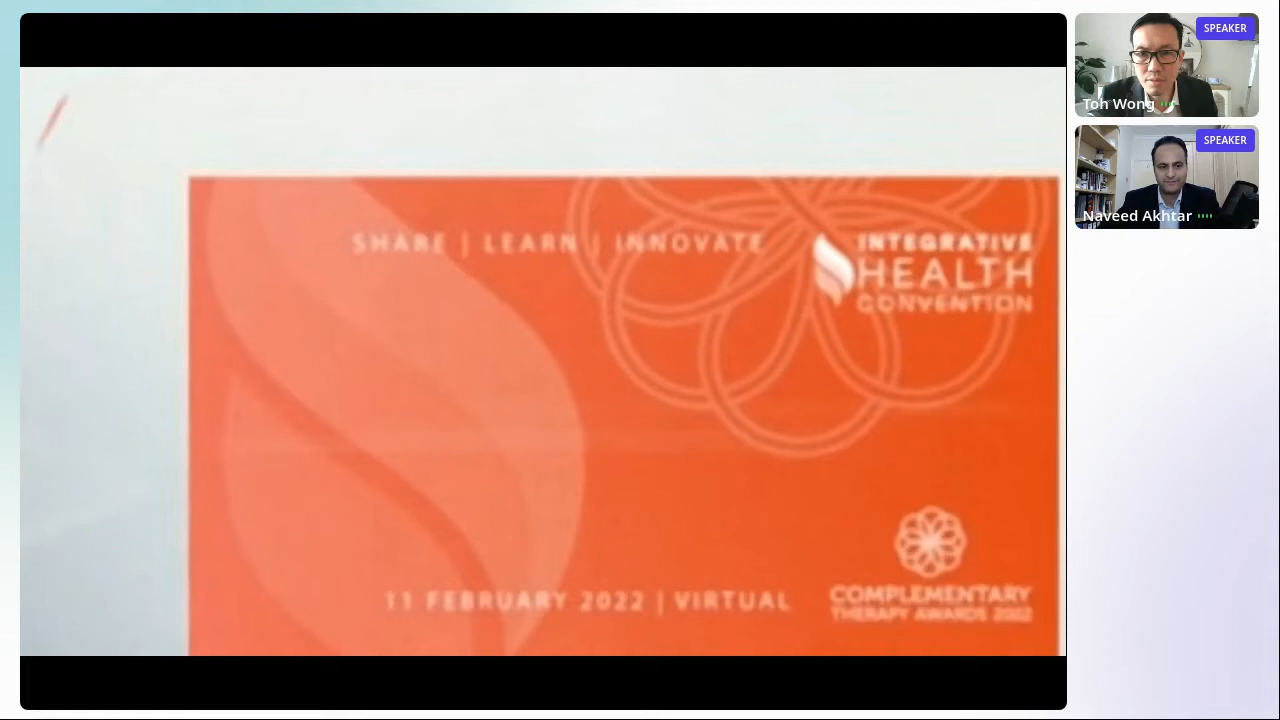 SHARE | LEARN | INNOVATE
INTEGRATIVE
HEALTH
CONVENTION
11 FEBRUARY 2022 | VIRTUAL
COMPLEMENTARY
THERAPY AWARDS 2022
SPEAKER
Toh Wong
SPEAKER
Naveed Akhtar